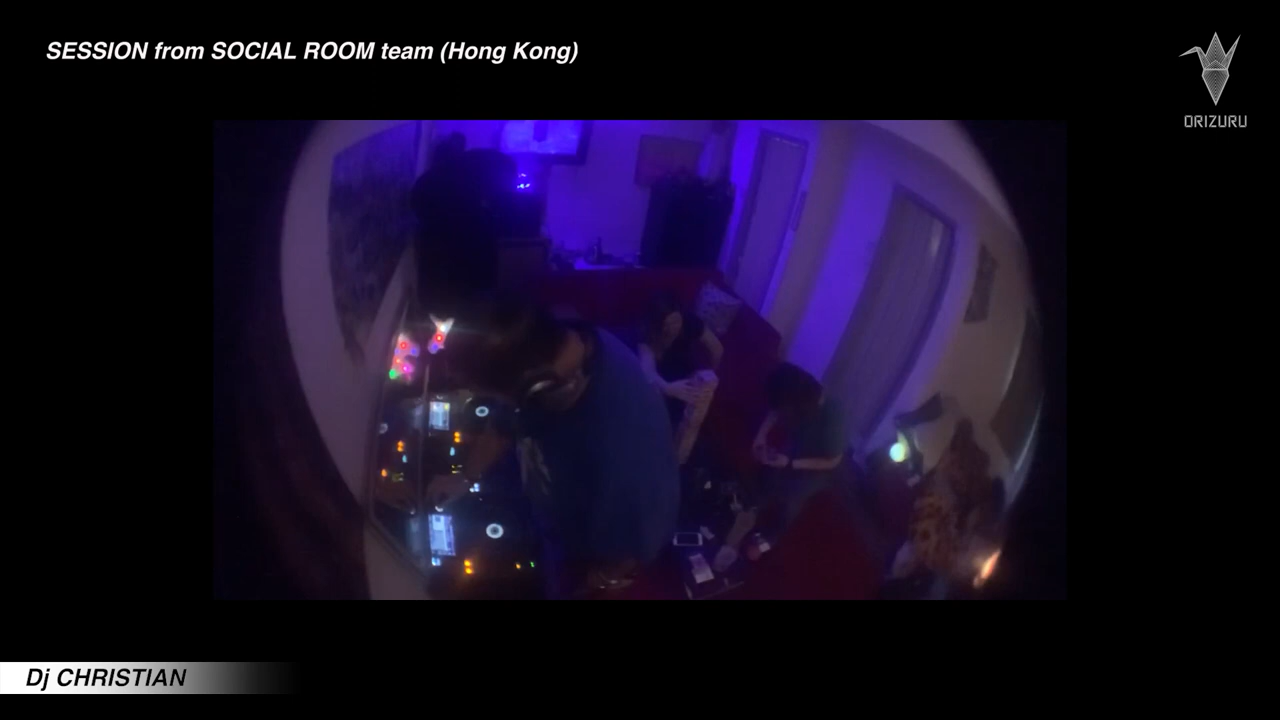 SESSION from SOCIAL ROOM team (Hong Kong)
ORIZURU
Dj CHRISTIAN